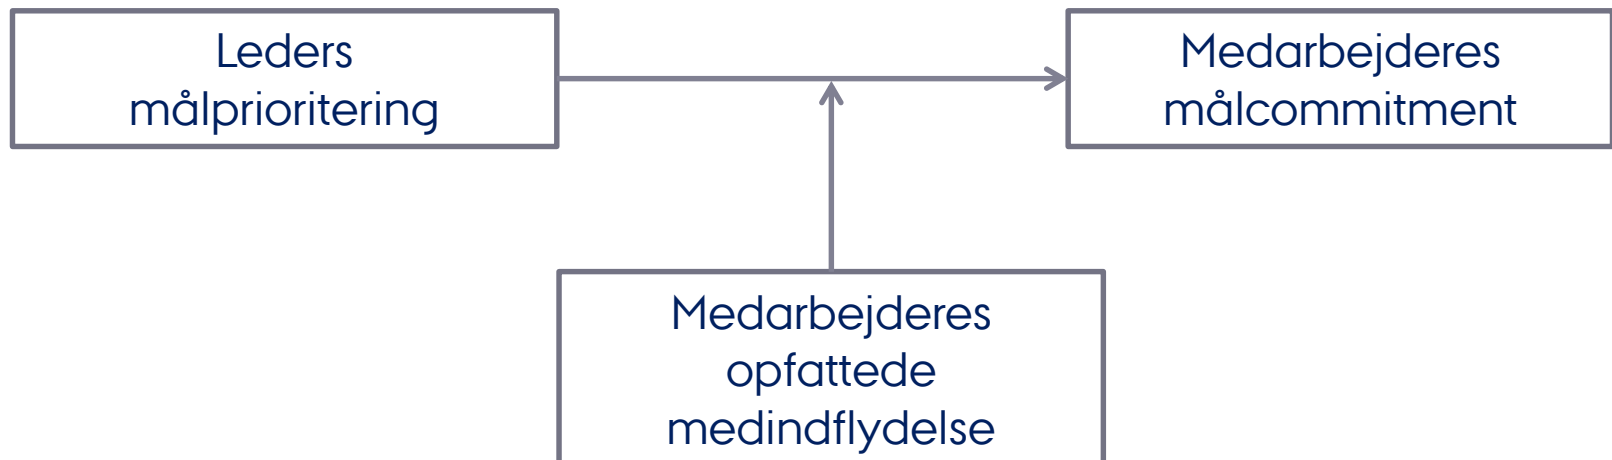 Leders
målprioritering
Medarbejderes
målcommitment
Medarbejderes
opfattede
medindflydelse